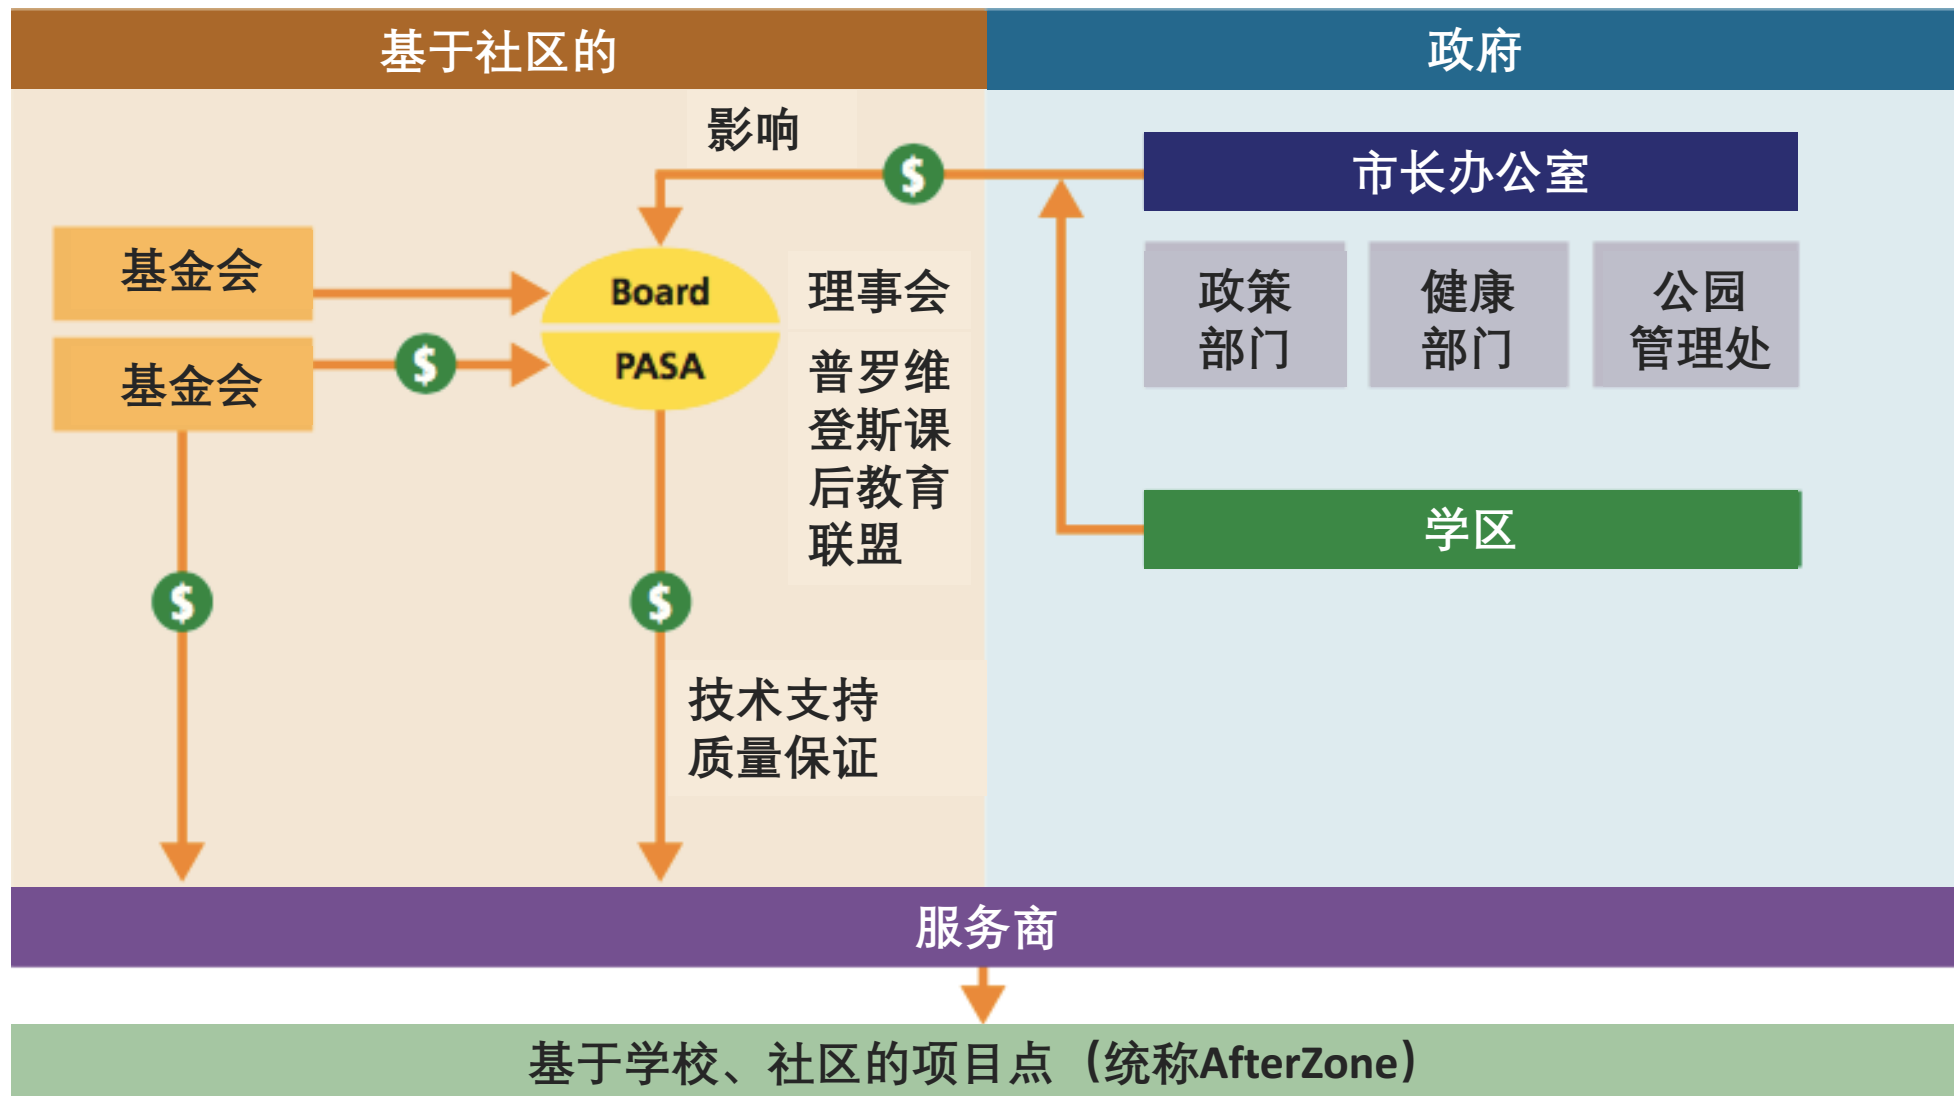 基于社区的
政府
影响
$
市长办公室
基金会
Board
理事会
政策
部门
健康
部门
公园
管理处
基金会
$
PASA
普罗维
登斯课
后教育
联盟
学区
$
$
技术支持
质量保证
服务商
基于学校、社区的项目点（统称AfterZone）